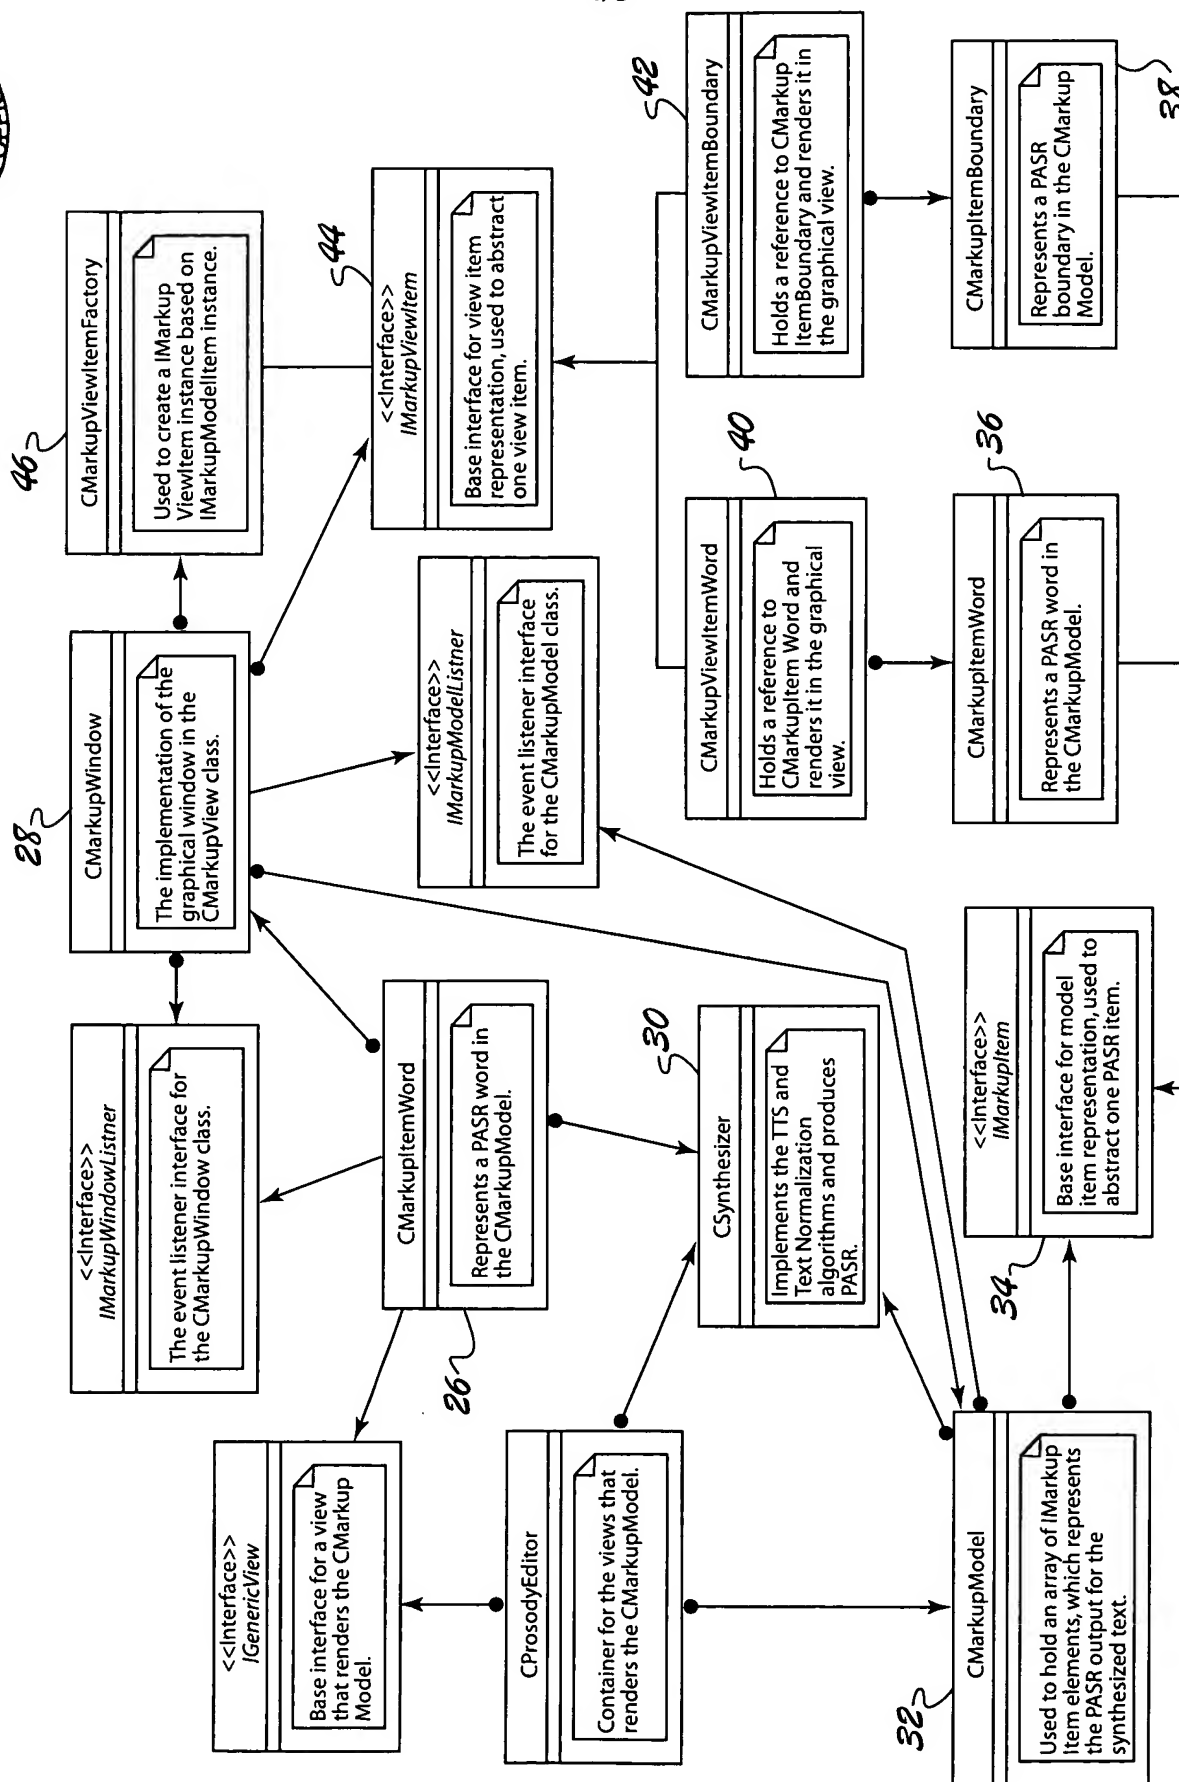 46
CMarkupViewItemFactory
Used to create a IMarkup
ViewItem instance based on
IMarkupModelItem instance.
28
CMarkupWindow
The implementation of the
graphical window in the
CMarkupView class.
<<Interface>>
IMarkupWindowListner
The event listener interface for
the CMarkupWindow class.
<<Interface>>
IGenericView
Base interface for a view
that renders the CMarkup
Model.
44
<<Interface>>
IMarkupViewItem
Base interface for view item
representation, used to abstract
one view item.
<<Interface>>
IMarkupModelListner
The event listener interface
for the CMarkupModel class.
CMarkupItemWord
Represents a PASR word in
the CMarkupModel.
26
CProsodyEditor
Container for the views that
renders the CMarkupModel.
42
CMarkupViewItemBoundary
Holds a reference to CMarkup
ItemBoundary and renders it in
the graphical view.
40
CMarkupViewItemWord
Holds a reference to
CMarkupItem Word and
renders it in the graphical
view.
30
CSynthesizer
Implements the TTS and
Text Normalization
algorithms and produces
PASR.
CMarkupItemBoundary
Represents a PASR
boundary in the CMarkup
Model.
38
36
CMarkupItemWord
Represents a PASR word in
the CMarkupModel.
<<Interface>>
IMarkupItem
Base interface for model
item representation, used to
abstract one PASR item.
34
32
CMarkupModel
Used to hold an array of IMarkup
Item elements, which represents
the PASR output for the
synthesized text.